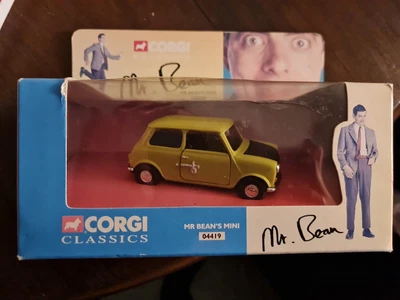 CORGI
Mr. Bean
CORGI
CLASSICS
MR BEAN'S MINI
04419
Mr. Bean